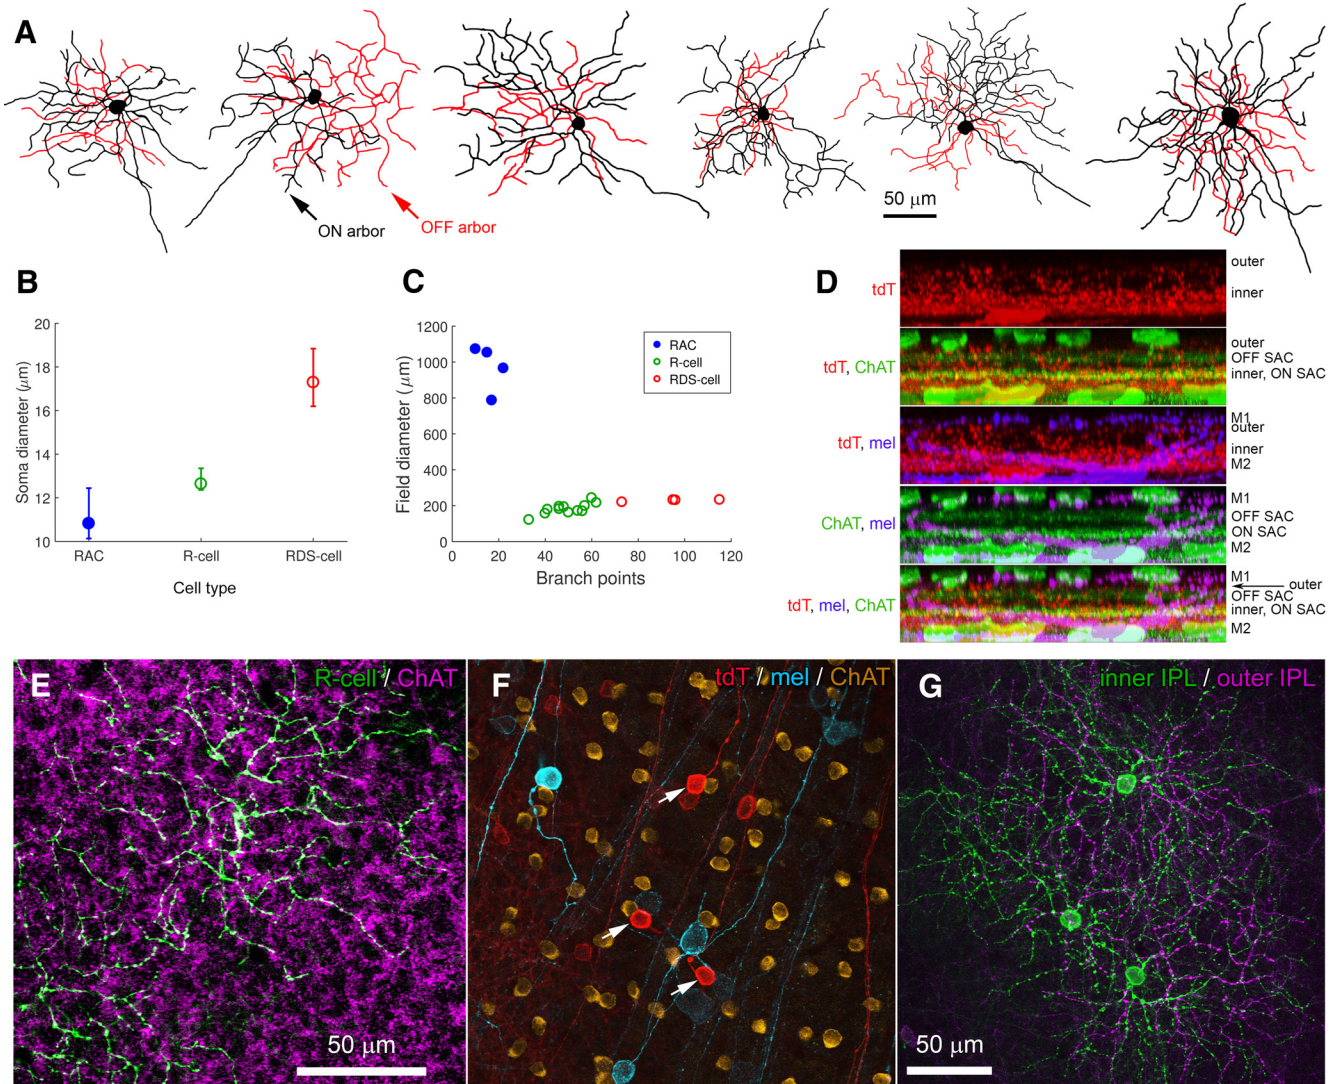 A
ON arbor
OFF arbor
50 μm
B
20
18
16
14
12
10
Soma diameter (μm)
RAC
R-cell
RDS-cell
Cell type
C
1200
1000
800
600
400
200
0
Field diameter (μm)
0
20
40
60
80
100
120
Branch points
RAC
R-cell
RDS-cell
D
tdT
outer
inner
tdT, ChAT
outer
OFF SAC
inner, ON SAC
tdT, mel
M1
outer
inner
M2
ChAT, mel
M1
OFF SAC
ON SAC
M2
tdT, mel, ChAT
M1
outer
OFF SAC
inner, ON SAC
M2
E
R-cell / ChAT
50 μm
F
tdT / mel / ChAT
G
inner IPL / outer IPL
50 μm